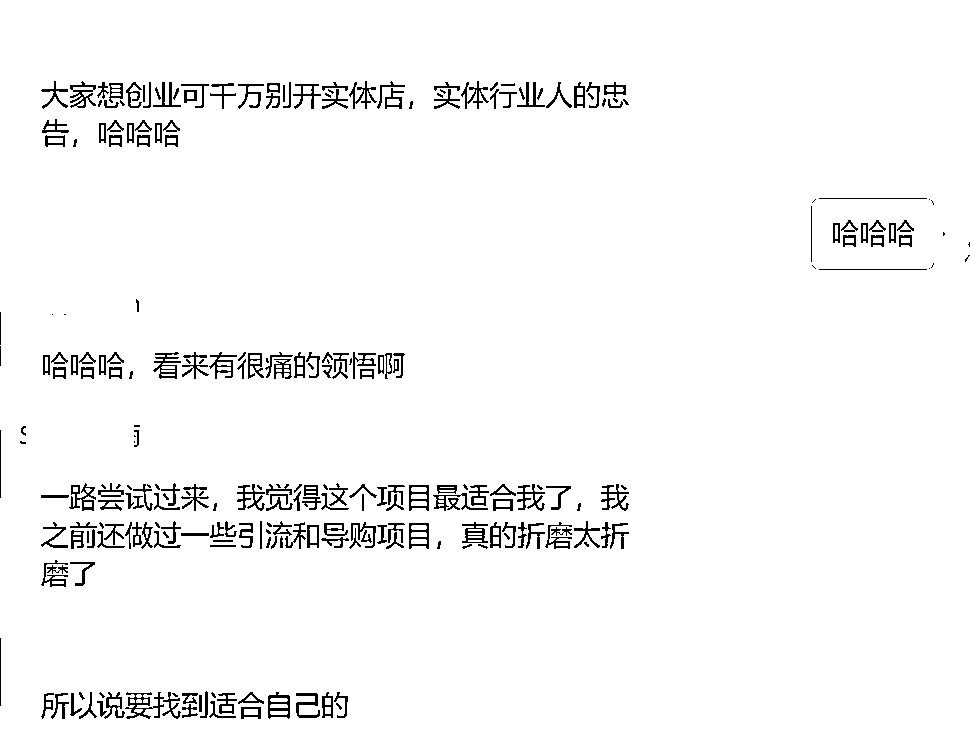 大家想创业可千万别开实体店，实体行业人的忠
告，哈哈哈
哈哈哈
哈哈哈，看来有很痛的领悟啊
一路尝试过来，我觉得这个项目最适合我了，我
之前还做过一些引流和导购项目，真的折磨太折
磨了
所以说要找到适合自己的